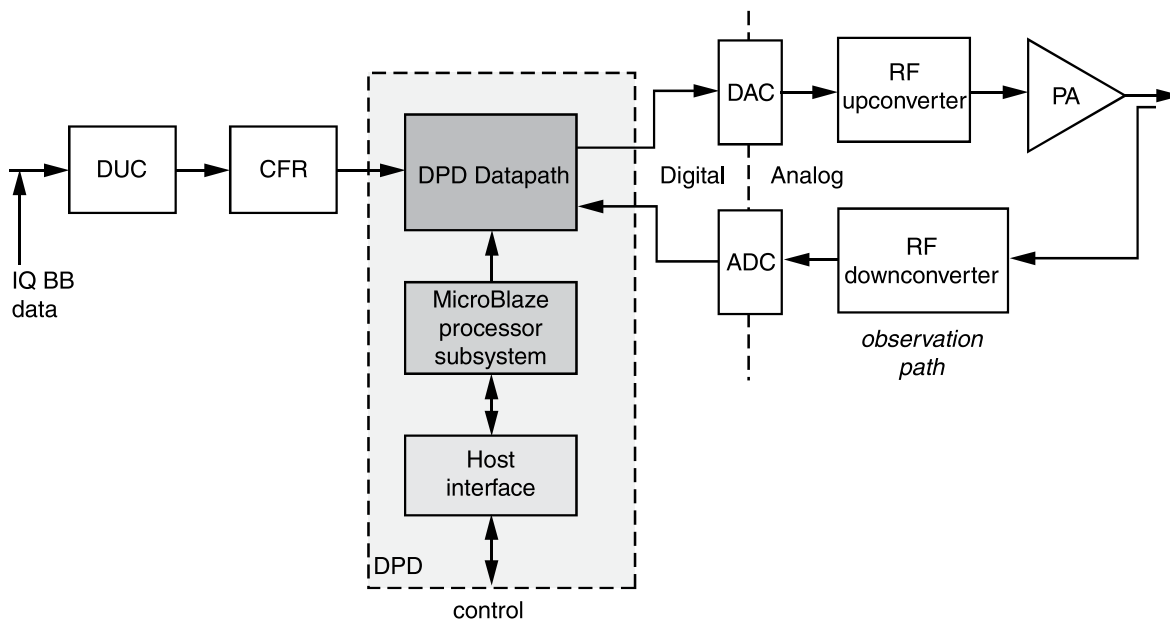 DUC
CFR
IQ BB
data
DPD Datapath
MicroBlaze
processor
subsystem
Host
interface
DPD
control
DAC
RF
upconverter
PA
Digital
Analog
ADC
RF
downconverter
observation
path